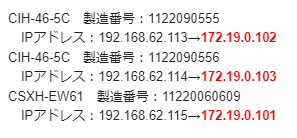 CIH-46-5C　製造番号：1122090555
IPアドレス：192.168.62.113→172.19.0.102
CIH-46-5C　製造番号：1122090556
IPアドレス：192.168.62.114→172.19.0.103
CSXH-EW61　製造番号：11220060609
IPアドレス：192.168.62.115→172.19.0.101